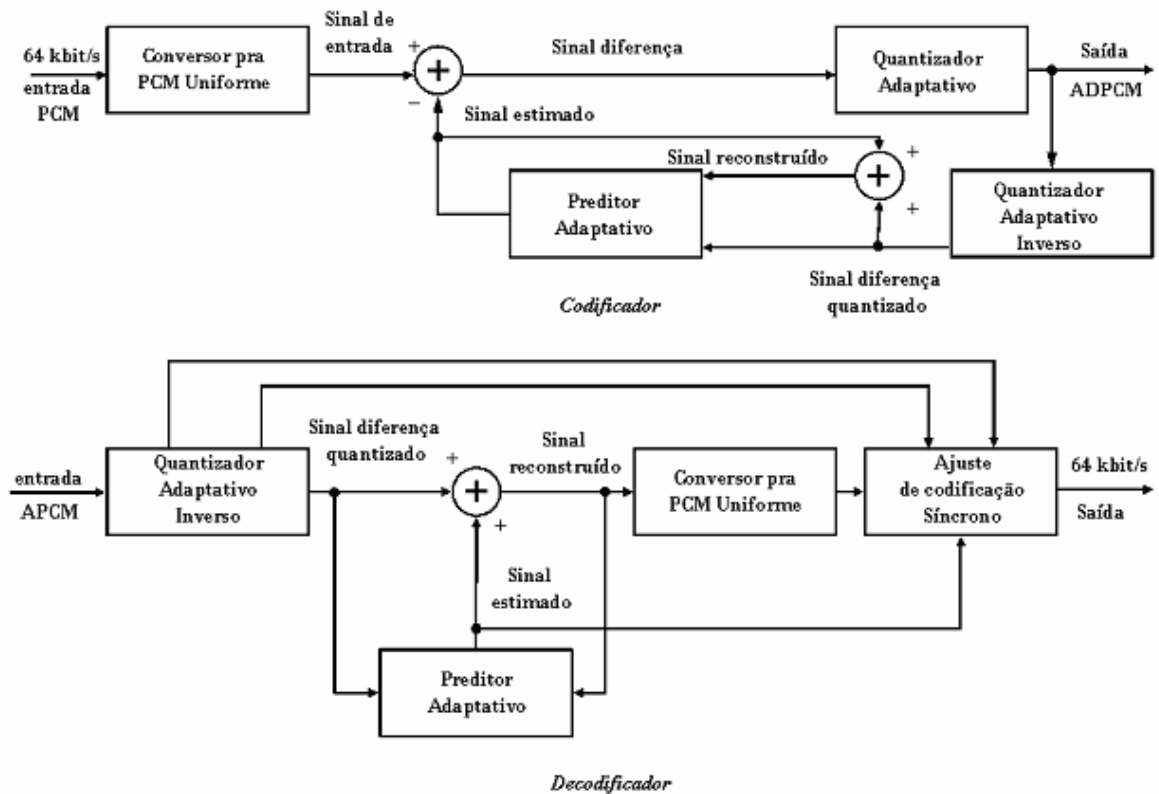 64 kbit/s
entrada
PCM
Conversor pra
PCM Uniforme
Sinal de
entrada
+
−
+
Sinal diferença
Quantizador
Adaptativo
Saída
ADPCM
Sinal estimado
Sinal reconstruído
+
+
+
Preditor
Adaptativo
Quantizador
Adaptativo
Inverso
Sinal diferença
quantizado
Codificador
entrada
APCM
Quantizador
Adaptativo
Inverso
Sinal diferença
quantizado
+
+
+
Sinal
reconstruído
Conversor pra
PCM Uniforme
Ajuste
de codificação
Síncrono
64 kbit/s
Saída
Sinal
estimado
Preditor
Adaptativo
Decodificador